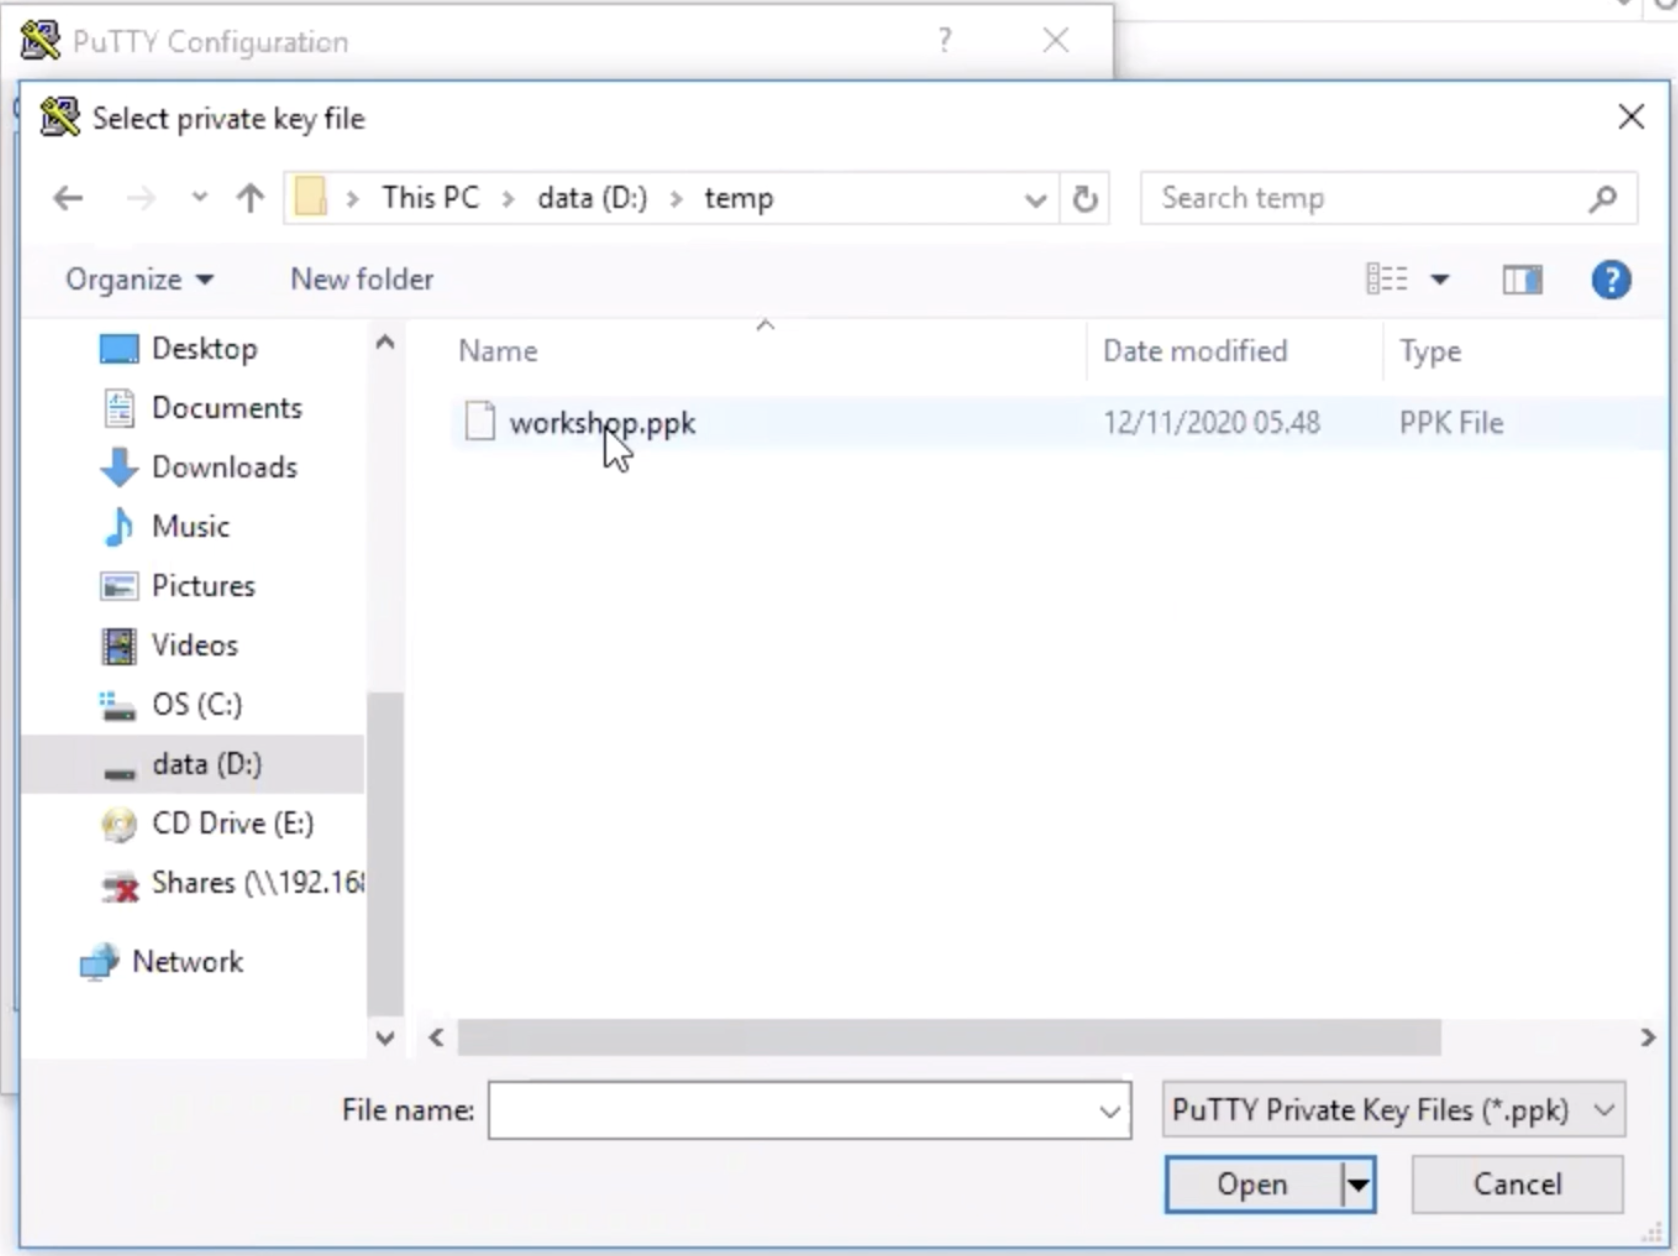 PuTTY Configuration
?
Select private key file
This PC > data (D:) > temp
Search temp
Organize
New folder
?
Name
Date modified
Type
workshop.ppk
12/11/2020 05.48
PPK File
Desktop
Documents
Downloads
Music
Pictures
Videos
OS (C:)
data (D:)
CD Drive (E:)
Shares (\\192.168
Network
File name:
PuTTY Private Key Files (*.ppk)
Open
Cancel